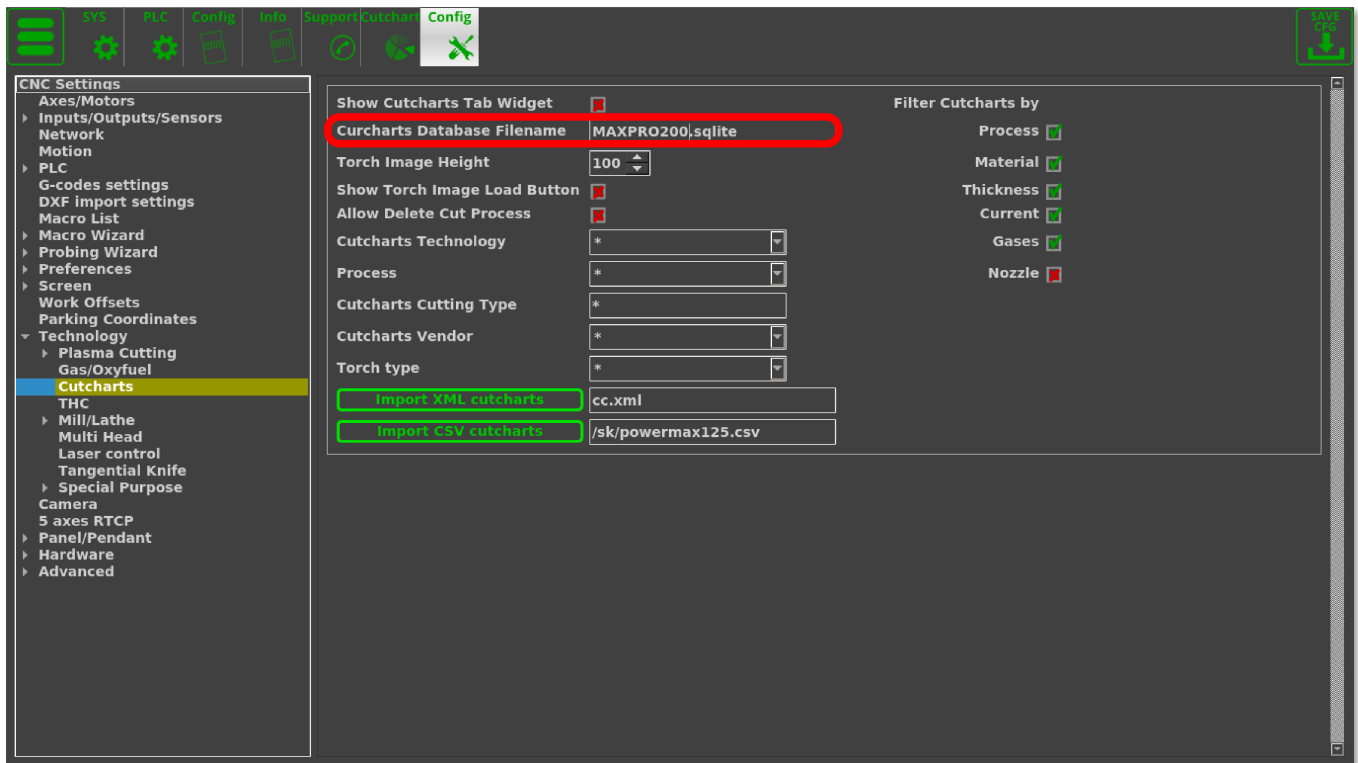 SYS PLC Config Info Support Cutchart Config SAVE CFG
CNC Settings
Axes/Motors
Inputs/Outputs/Sensors
Network
Motion
PLC
G-codes settings
DXF import settings
Macro List
Macro Wizard
Probing Wizard
Preferences
Screen
Work Offsets
Parking Coordinates
Technology
Plasma Cutting
Gas/Oxyfuel
Cutcharts
THC
Mill/Lathe
Multi Head
Laser control
Tangential Knife
Special Purpose
Camera
5 axes RTCP
Panel/Pendant
Hardware
Advanced
Show Cutcharts Tab Widget
Curcharts Database Filename MAXPRO200.sqlite
Torch Image Height 100
Show Torch Image Load Button
Allow Delete Cut Process
Cutcharts Technology *
Process *
Cutcharts Cutting Type *
Cutcharts Vendor *
Torch type *
Import XML cutcharts cc.xml
Import CSV cutcharts /sk/powermax125.csv
Filter Cutcharts by
Process
Material
Thickness
Current
Gases
Nozzle